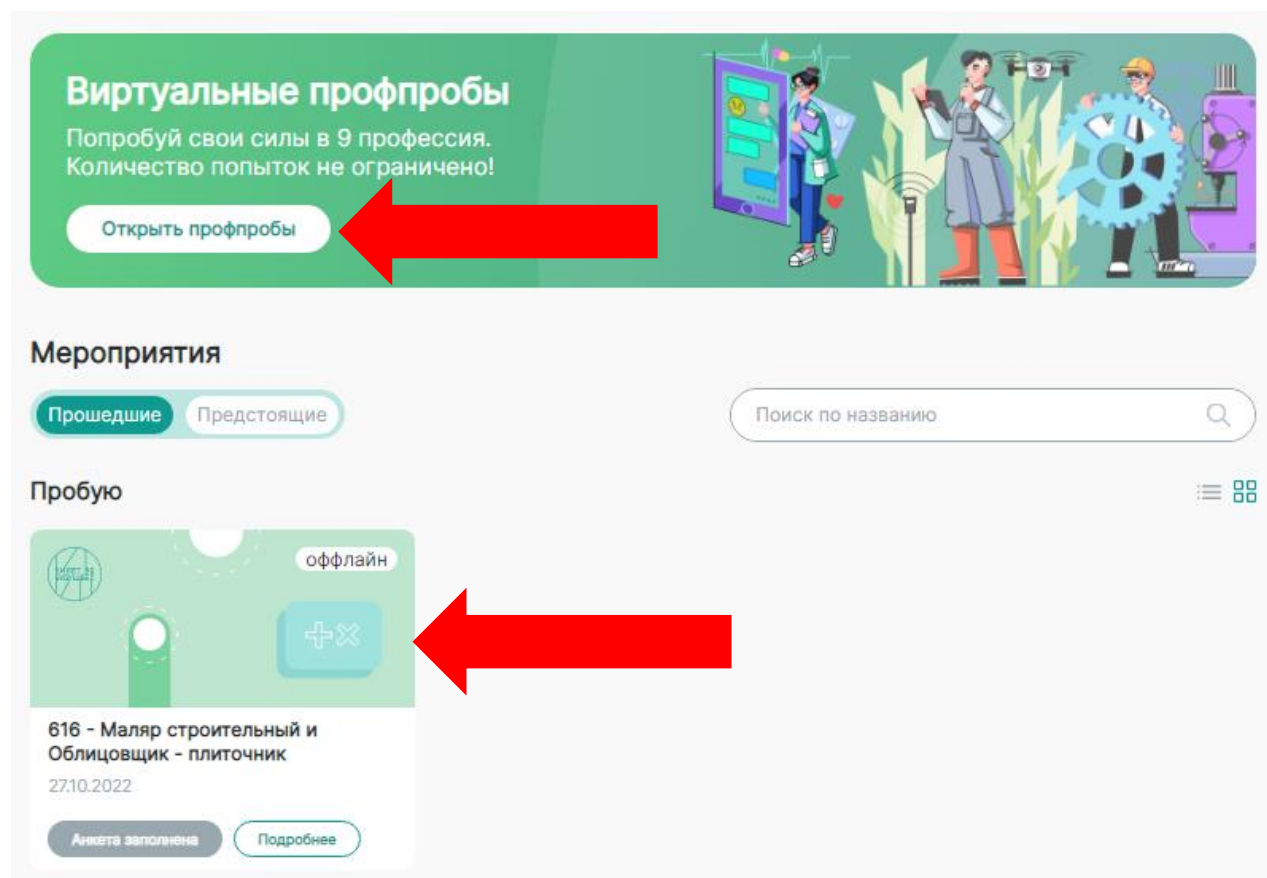 Виртуальные профпробы
Попробуй свои силы в 9 профессия.
Количество попыток не ограничено!
Открыть профпробы
Мероприятия
Прошедшие Предстоящие
Поиск по названию
Пробую
оффлайн
616 - Маляр строительный и
Облицовщик - плиточник
27.10.2022
Анкета заполнена Подробнее